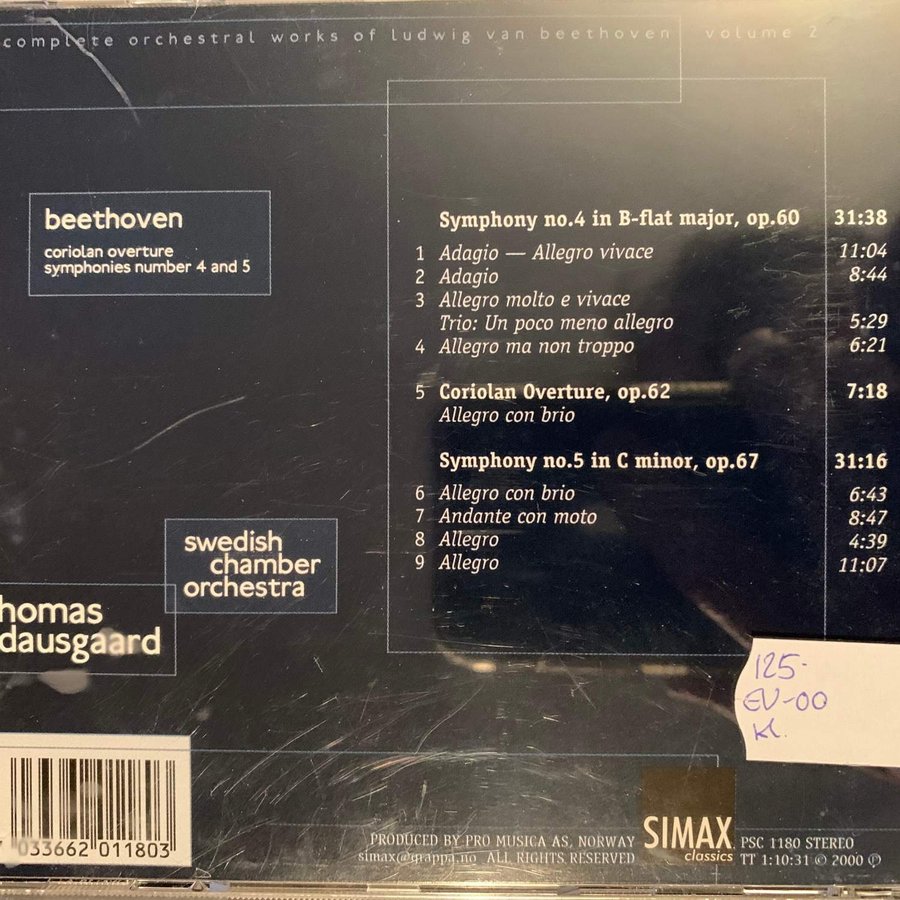 complete orchestral works of ludwig van beethoven volume 2
beethoven
coriolan overture
symphonies number 4 and 5
Symphony no.4 in B-flat major, op.60 31:38
1 Adagio — Allegro vivace 11:04
2 Adagio 8:44
3 Allegro molto e vivace
Trio: Un poco meno allegro 5:29
4 Allegro ma non troppo 6:21
5 Coriolan Overture, op.62 7:18
Allegro con brio
Symphony no.5 in C minor, op.67 31:16
6 Allegro con brio 6:43
7 Andante con moto 8:47
8 Allegro 4:39
9 Allegro 11:07
swedish
chamber
orchestra
homas
dausgaard
125-
EU-00
kl.
033662 011803
PRODUCED BY PRO MUSICA AS, NORWAY
simax@grappa.no ALL RIGHTS RESERVED
SIMAX
classics
PSC 1180 STEREO
TT 1:10:31 © 2000 ℗